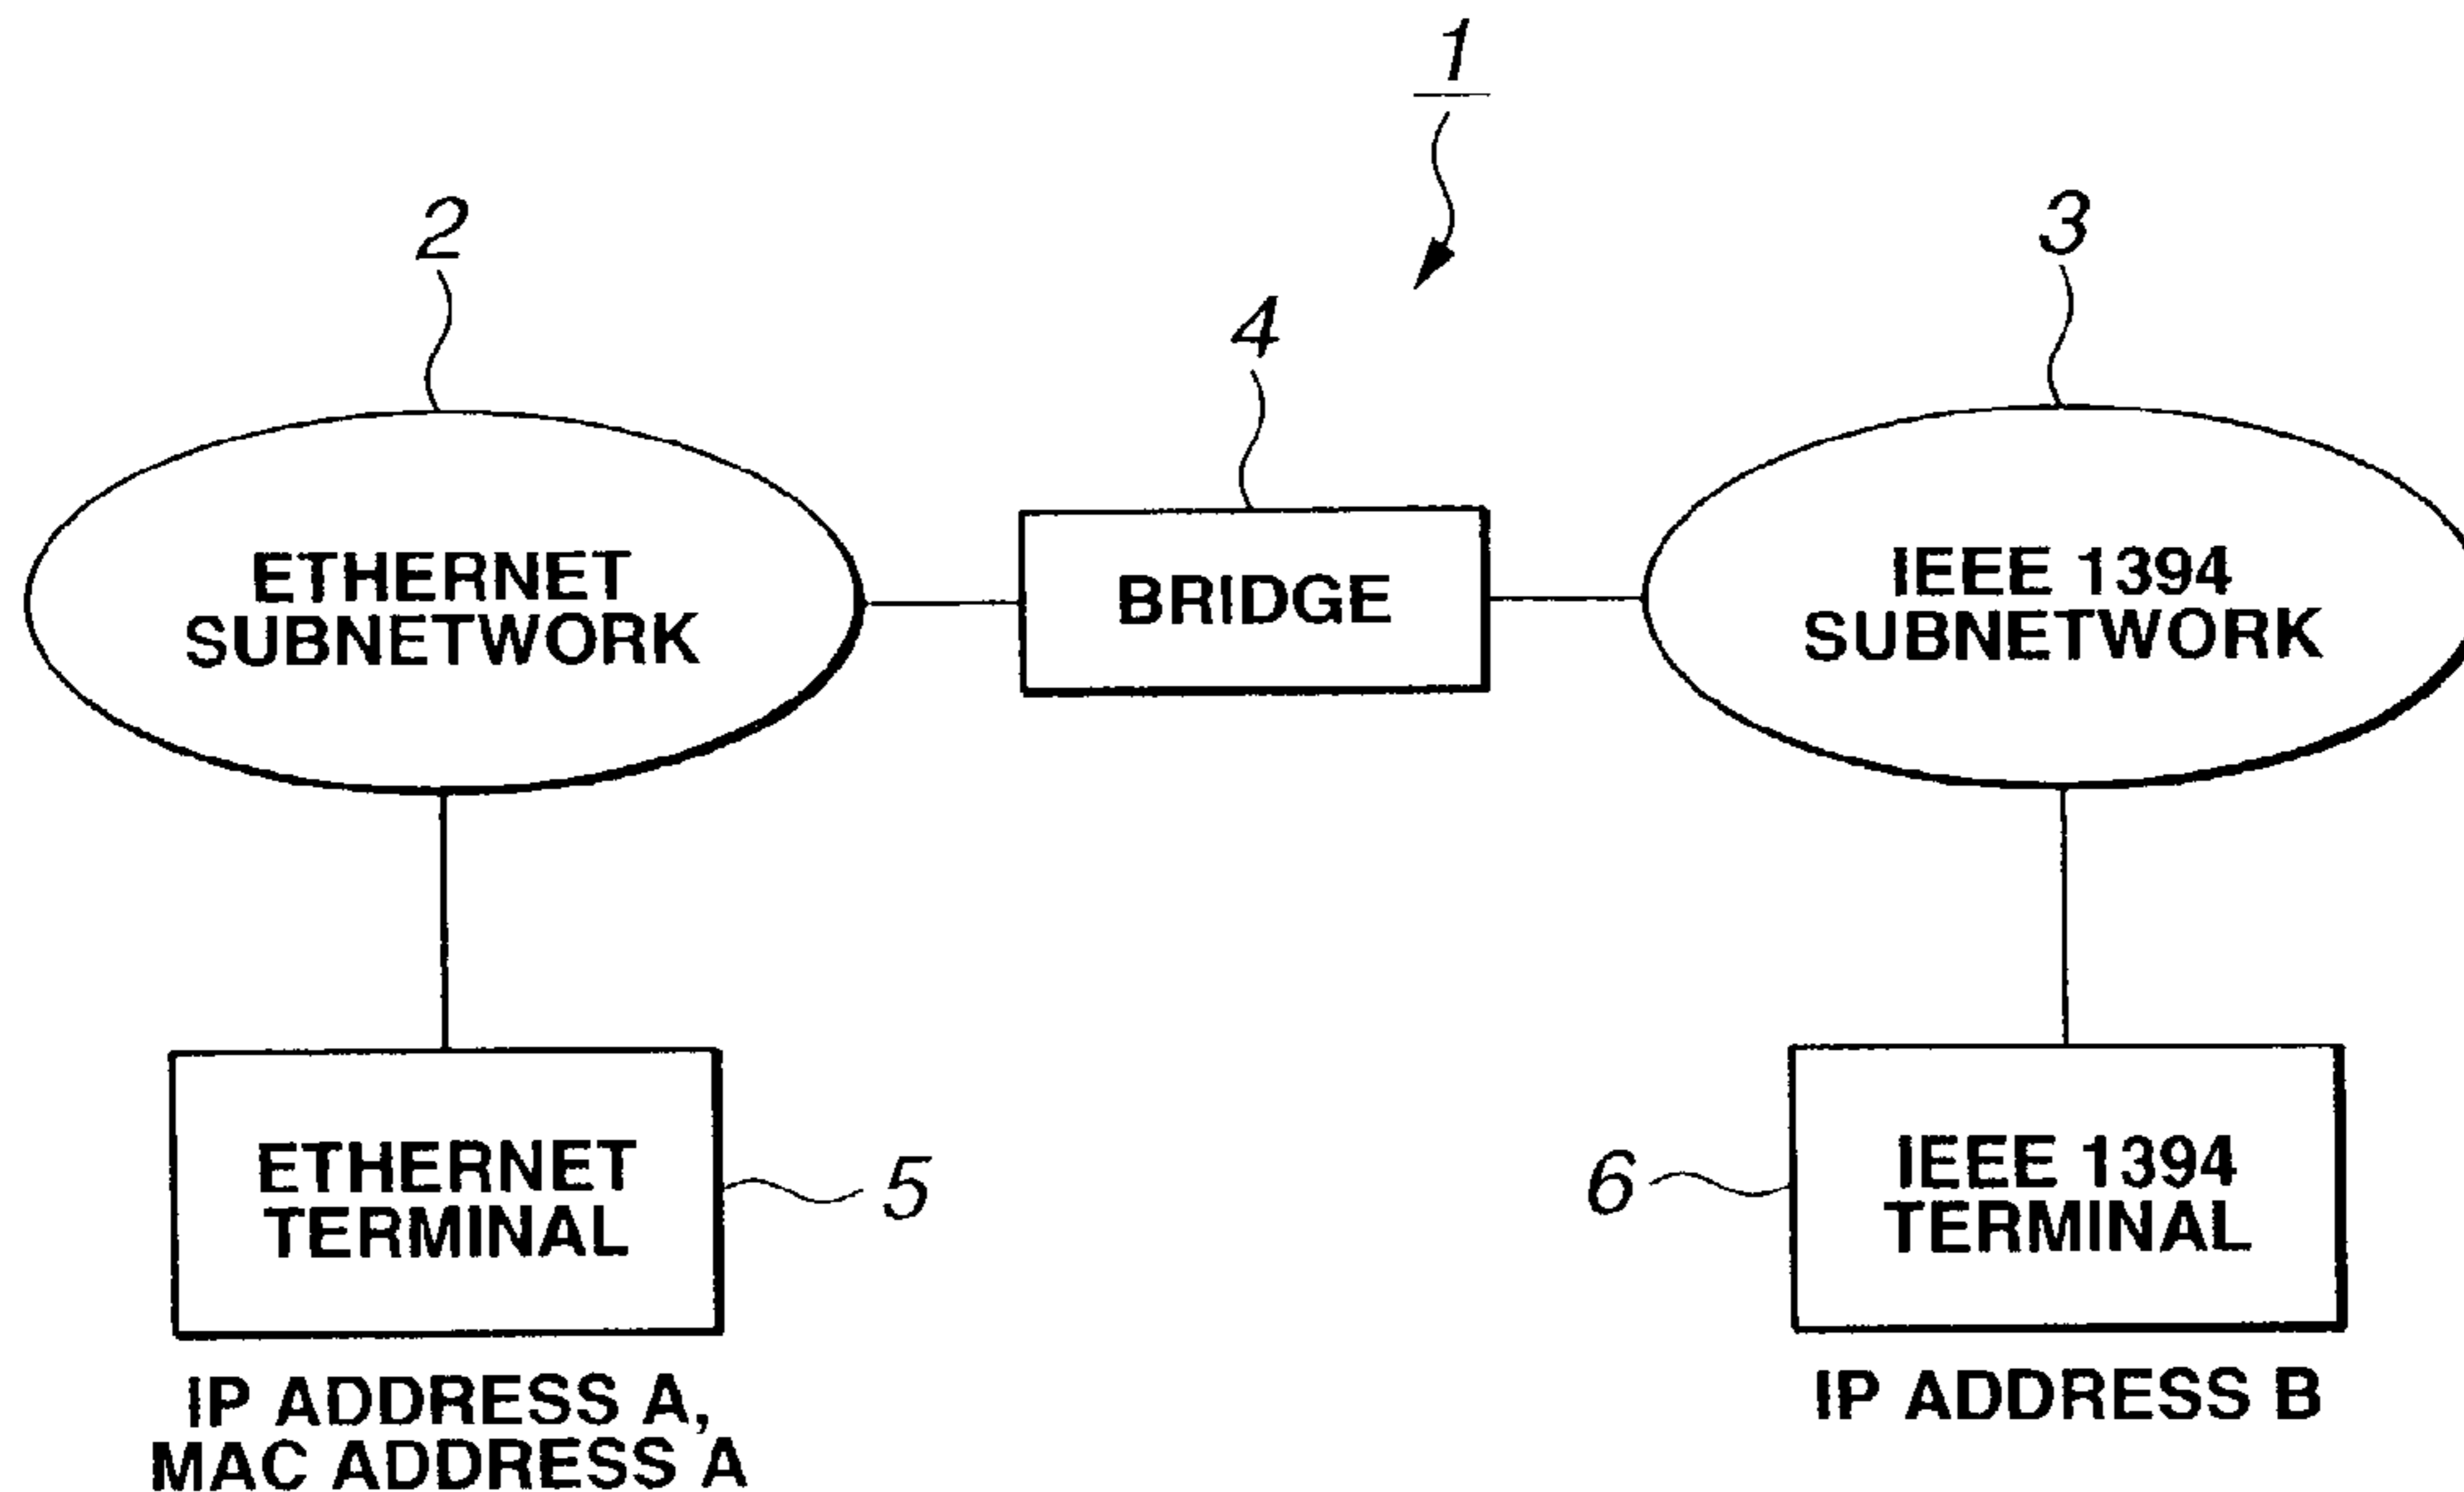 1
2
3
4
ETHERNET
SUBNETWORK
BRIDGE
IEEE 1394
SUBNETWORK
ETHERNET
TERMINAL
5
6
IEEE 1394
TERMINAL
IP ADDRESS A,
MAC ADDRESS A
IP ADDRESS B